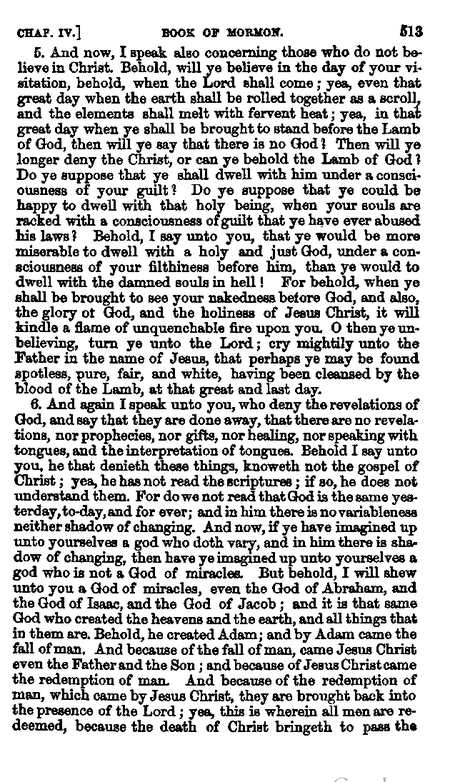 CHAP. IV.] BOOK OF MORMON. 513
5. And now, I speak also concerning those who do not be-
lieve in Christ. Behold, will ye believe in the day of your vi-
sitation, behold, when the Lord shall come; yea, even that
great day when the earth shall be rolled together as a scroll,
and the elements shall melt with fervent heat; yea, in that
great day when ye shall be brought to stand before the Lamb
of God, then will ye say that there is no God? Then will ye
longer deny the Christ, or can ye behold the Lamb of God?
Do ye suppose that ye shall dwell with him under a consci-
ousness of your guilt? Do ye suppose that ye could be
happy to dwell with that holy being, when your souls are
racked with a consciousness of guilt that ye have ever abused
his laws? Behold, I say unto you, that ye would be more
miserable to dwell with a holy and just God, under a con-
sciousness of your filthiness before him, than ye would to
dwell with the damned souls in hell! For behold, when ye
shall be brought to see your nakedness before God, and also,
the glory of God, and the holiness of Jesus Christ, it will
kindle a flame of unquenchable fire upon you. O then ye un-
believing, turn ye unto the Lord; cry mightily unto the
Father in the name of Jesus, that perhaps ye may be found
spotless, pure, fair, and white, having been cleansed by the
blood of the Lamb, at that great and last day.
6. And again I speak unto you, who deny the revelations of
God, and say that they are done away, that there are no revela-
tions, nor prophecies, nor gifts, nor healing, nor speaking with
tongues, and the interpretation of tongues. Behold I say unto
you, he that denieth these things, knoweth not the gospel of
Christ; yea, he has not read the scriptures; if so, he does not
understand them. For do we not read that God is the same yes-
terday, to-day, and for ever; and in him there is no variableness
neither shadow of changing. And now, if ye have imagined up
unto yourselves a god who doth vary, and in him there is sha-
dow of changing, then have ye imagined up unto yourselves a
god who is not a God of miracles. But behold, I will shew
unto you a God of miracles, even the God of Abraham, and
the God of Isaac, and the God of Jacob; and it is that same
God who created the heavens and the earth, and all things that
in them are. Behold, he created Adam; and by Adam came the
fall of man. And because of the fall of man, came Jesus Christ
even the Father and the Son; and because of Jesus Christ came
the redemption of man. And because of the redemption of
man, which came by Jesus Christ, they are brought back into
the presence of the Lord; yea, this is wherein all men are re-
deemed, because the death of Christ bringeth to pass the